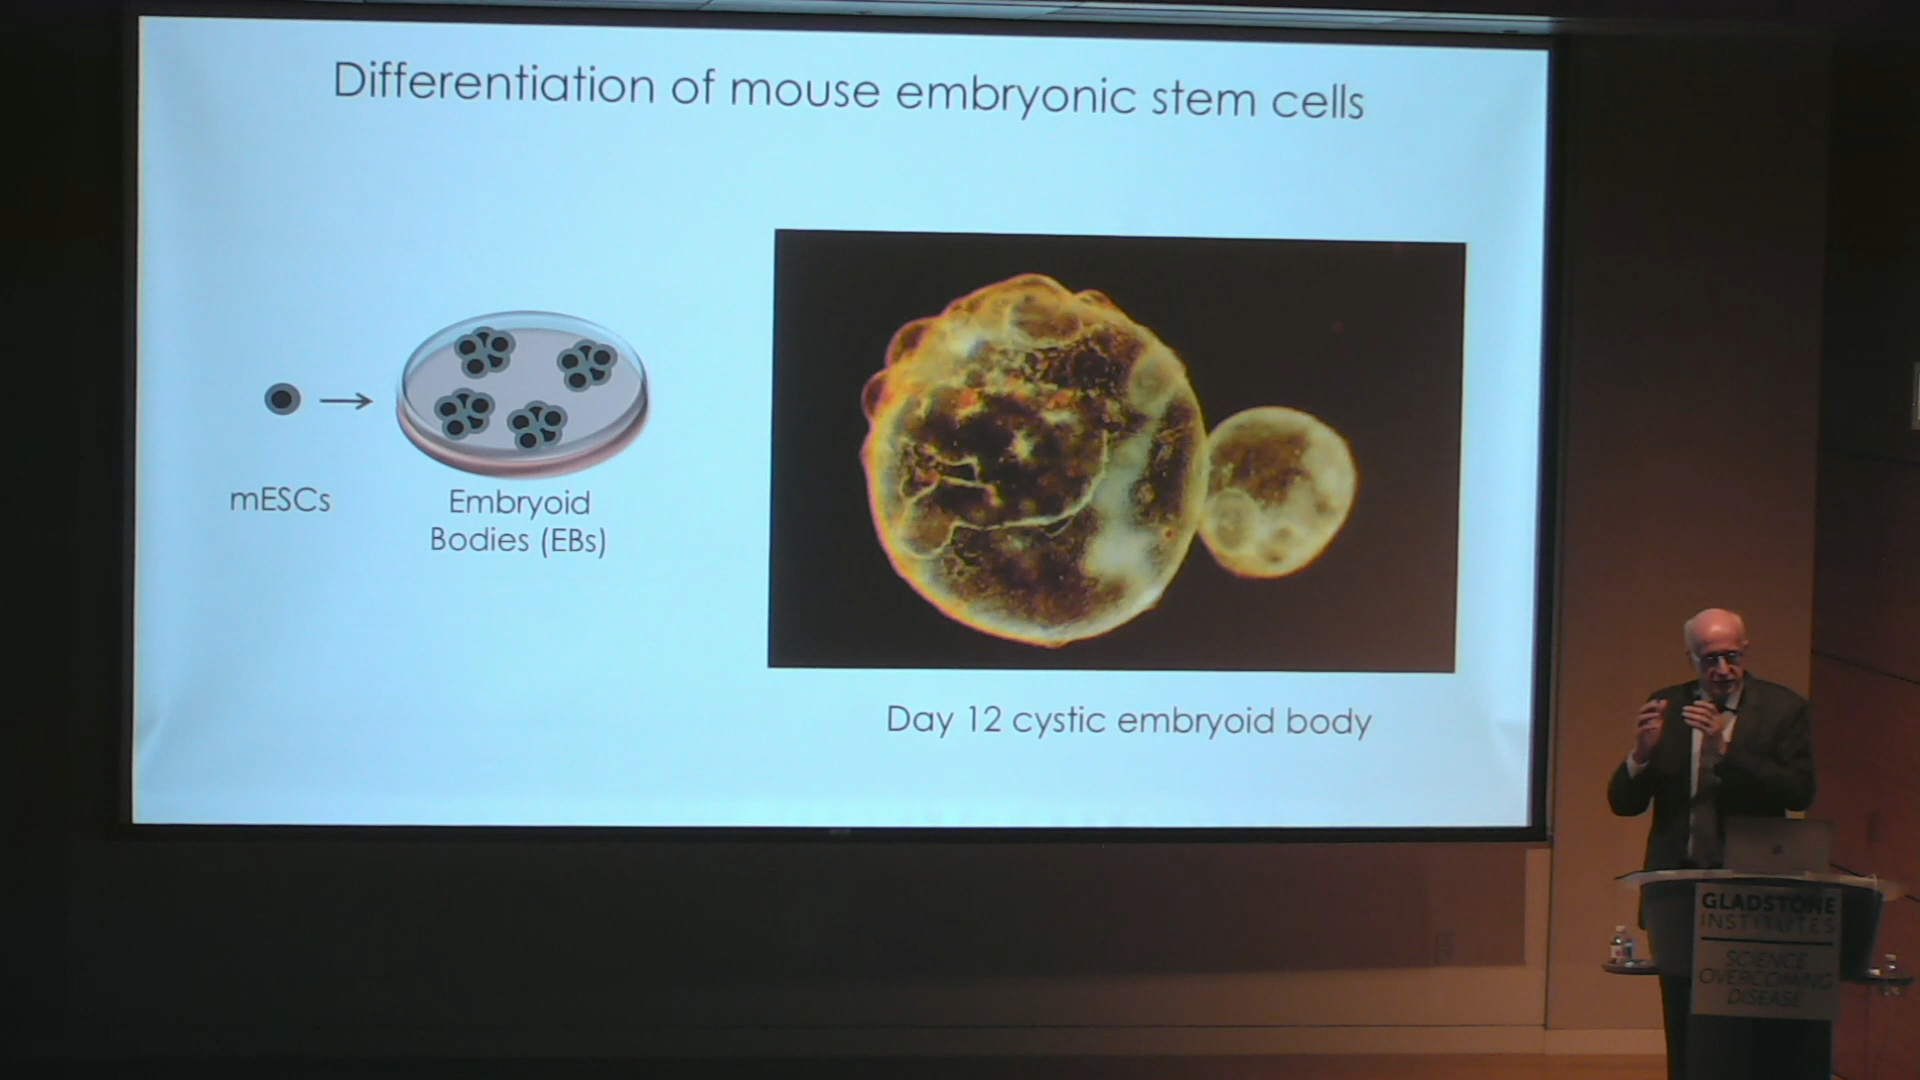 Differentiation of mouse embryonic stem cells
mESCs
Embryoid
Bodies (EBs)
Day 12 cystic embryoid body
GLADSTONE
INSTITUTES
SCIENCE
OVERCOMING
DISEASE